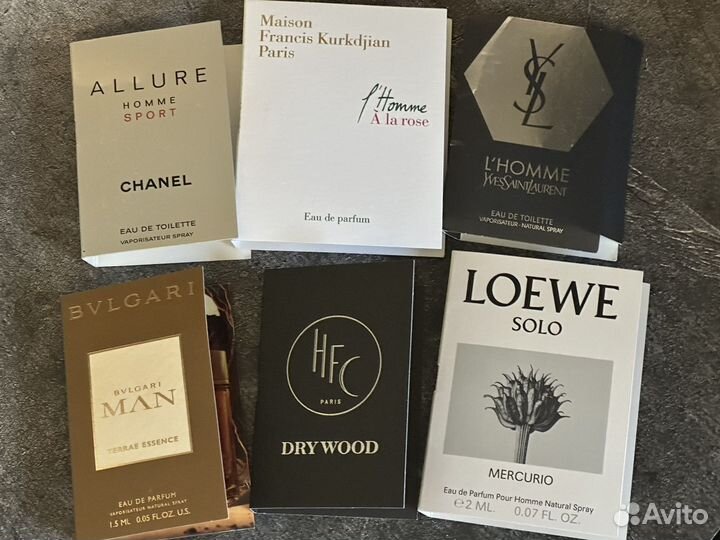 ALLURE
HOMME
SPORT
CHANEL
EAU DE TOILETTE
VAPORISATEUR SPRAY
Maison
Francis Kurkdjian
Paris
l'Homme
À la rose
Eau de parfum
YSL
L'HOMME
YVESSAINTLAURENT
EAU DE TOILETTE
VAPORISATEUR - NATURAL SPRAY
BVLGARI
BVLGARI
MAN
TERRAE ESSENCE
EAU DE PARFUM
VAPORISATEUR NATURAL SPRAY
1.5 ML 0.05 FL.OZ. U.S.
HFC
PARIS
DRY WOOD
LOEWE
SOLO
MERCURIO
Eau de Parfum Pour Homme Natural Spray
℮2 ML. 0.07 FL. OZ.
Avito